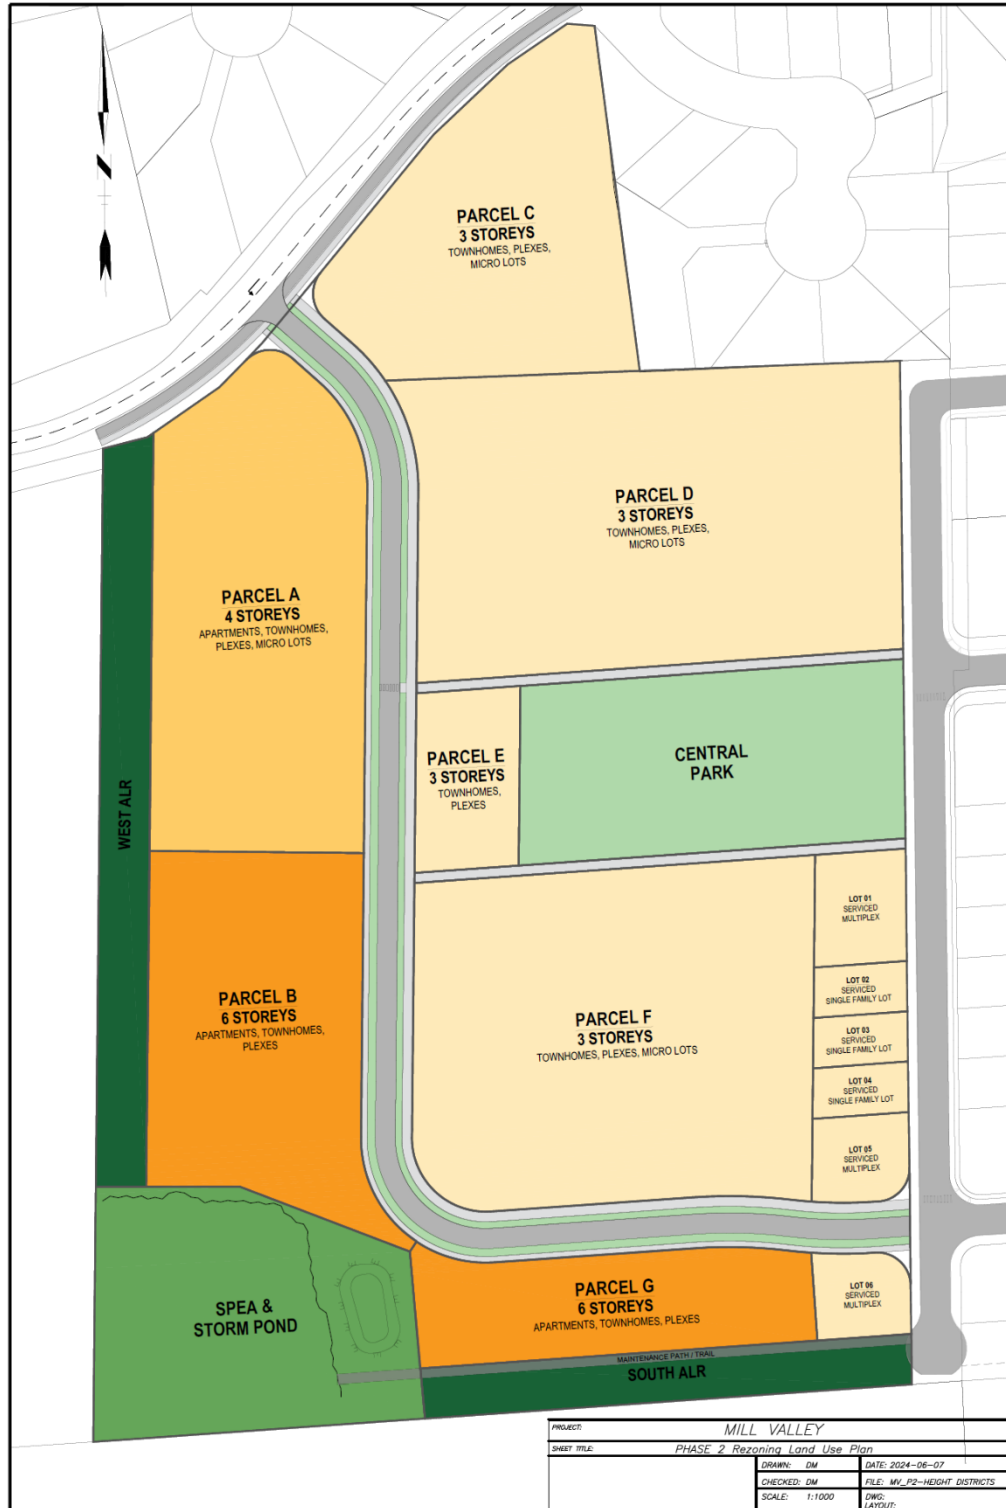 PARCEL C
3 STOREYS
TOWNHOMES, PLEXES,
MICRO LOTS
PARCEL D
3 STOREYS
TOWNHOMES, PLEXES,
MICRO LOTS
PARCEL A
4 STOREYS
APARTMENTS, TOWNHOMES,
PLEXES, MICRO LOTS
WEST ALR
PARCEL E
3 STOREYS
TOWNHOMES,
PLEXES
CENTRAL
PARK
LOT 01
SERVICED
MULTIPLEX
LOT 02
SERVICED
SINGLE FAMILY LOT
LOT 03
SERVICED
SINGLE FAMILY LOT
LOT 04
SERVICED
SINGLE FAMILY LOT
LOT 05
SERVICED
MULTIPLEX
PARCEL B
6 STOREYS
APARTMENTS, TOWNHOMES,
PLEXES
PARCEL F
3 STOREYS
TOWNHOMES, PLEXES, MICRO LOTS
SPEA &
STORM POND
PARCEL G
6 STOREYS
APARTMENTS, TOWNHOMES, PLEXES
LOT 06
SERVICED
MULTIPLEX
MAINTENANCE PATH / TRAIL
SOUTH ALR
PROJECT: MILL VALLEY
SHEET TITLE: PHASE 2 Rezoning Land Use Plan
DRAWN: DM DATE: 2024-06-07
CHECKED: DM FILE: MV_P2-HEIGHT DISTRICTS
SCALE: 1:1000 DWG:
LAYOUT: